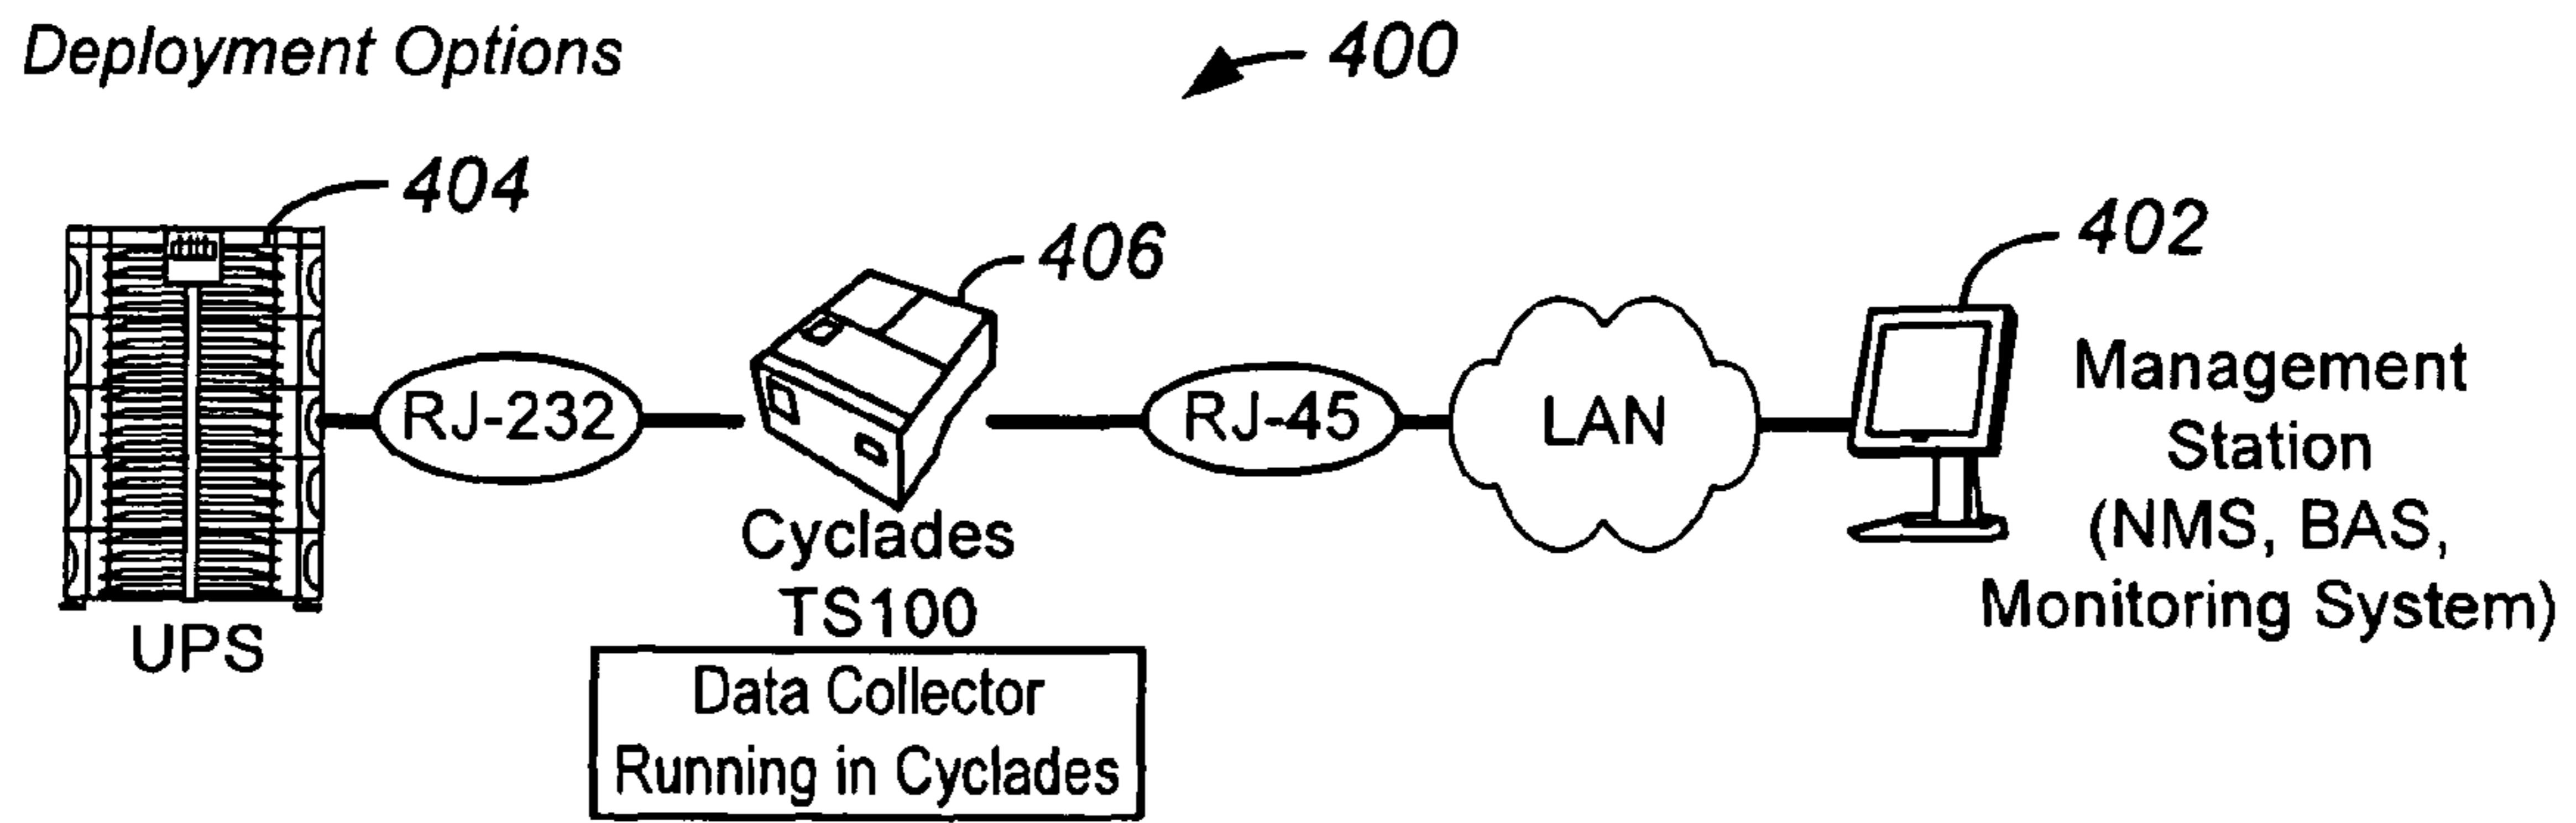 Deployment Options
400
404
406
402
RJ-232
RJ-45
LAN
Management
Station
(NMS, BAS,
Monitoring System)
Cyclades
TS100
UPS
Data Collector
Running in Cyclades